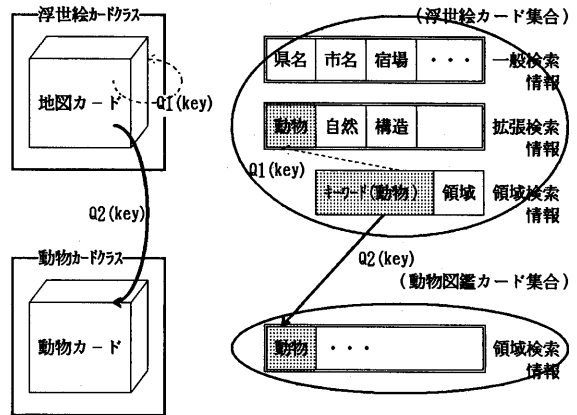 浮世絵カードクラス
地図カード
Q1(key)
Q2(key)
動物カードクラス
動物カード
(浮世絵カード集合)
県名 市名 宿場 ・・・ 一般検索
情報
動物 自然 構造 拡張検索
情報
Q1(key)
キーワード(動物) 領域 領域検索
情報
Q2(key)
(動物図鑑カード集合)
動物 ・・・ 領域検索
情報